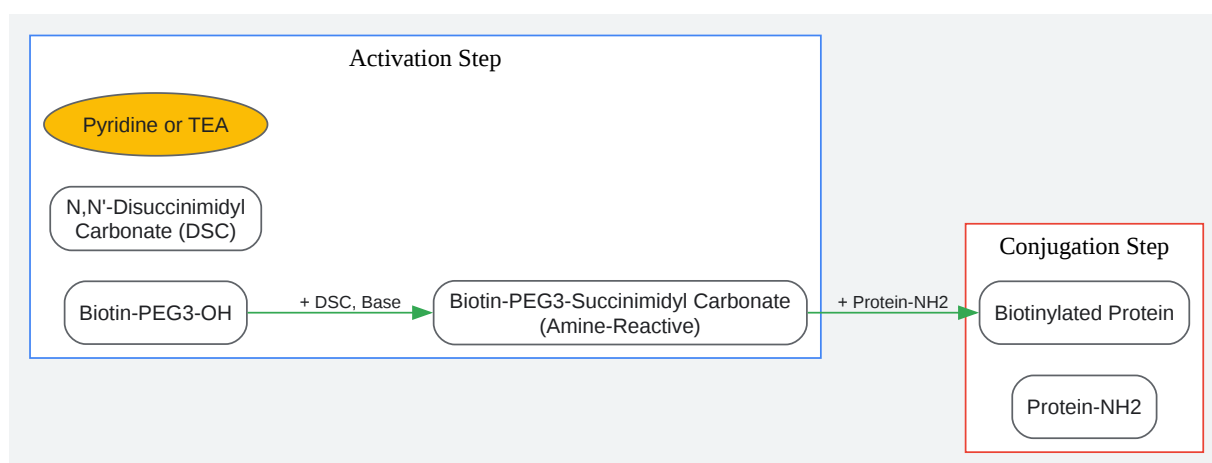 Activation Step
Pyridine or TEA
N,N'-Disuccinimidyl
Carbonate (DSC)
Biotin-PEG3-OH
+ DSC, Base
Biotin-PEG3-Succinimidyl Carbonate
(Amine-Reactive)
+ Protein-NH2
Conjugation Step
Biotinylated Protein
Protein-NH2